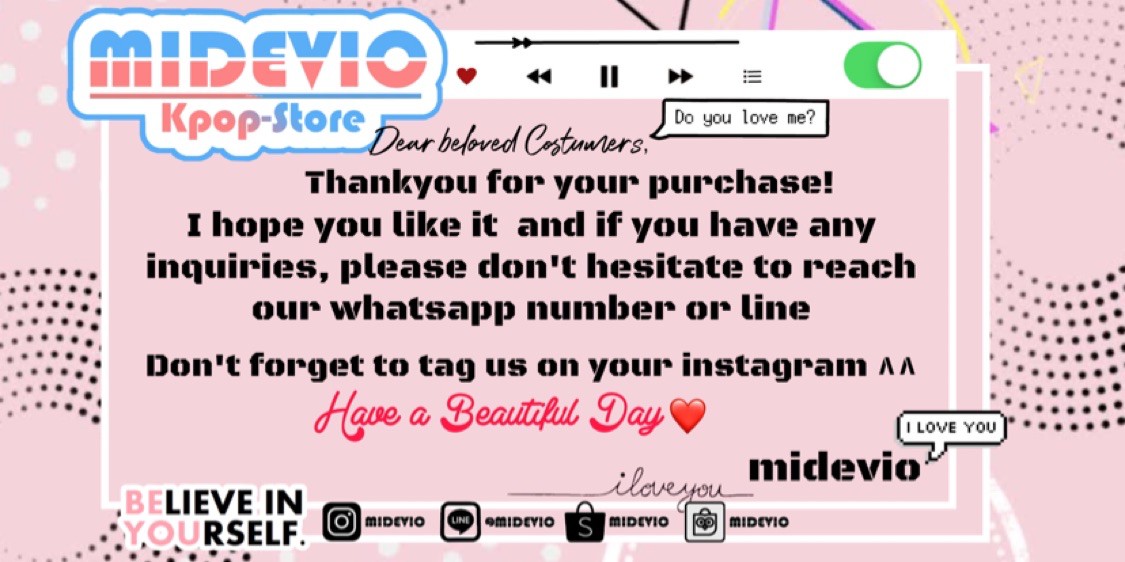 MIDEVIO
Kpop-Store
Do you love me?
Dear beloved Costumers,
Thankyou for your purchase!
I hope you like it and if you have any
inquiries, please don't hesitate to reach
our whatsapp number or line
Don't forget to tag us on your instagram ^^
Have a Beautiful Day❤️
I LOVE YOU
midevio
iloveyou
BELIEVE IN
YOURSELF.
MIDEVIO
LINE
@MIDEVIO
S
MIDEVIO
MIDEVIO